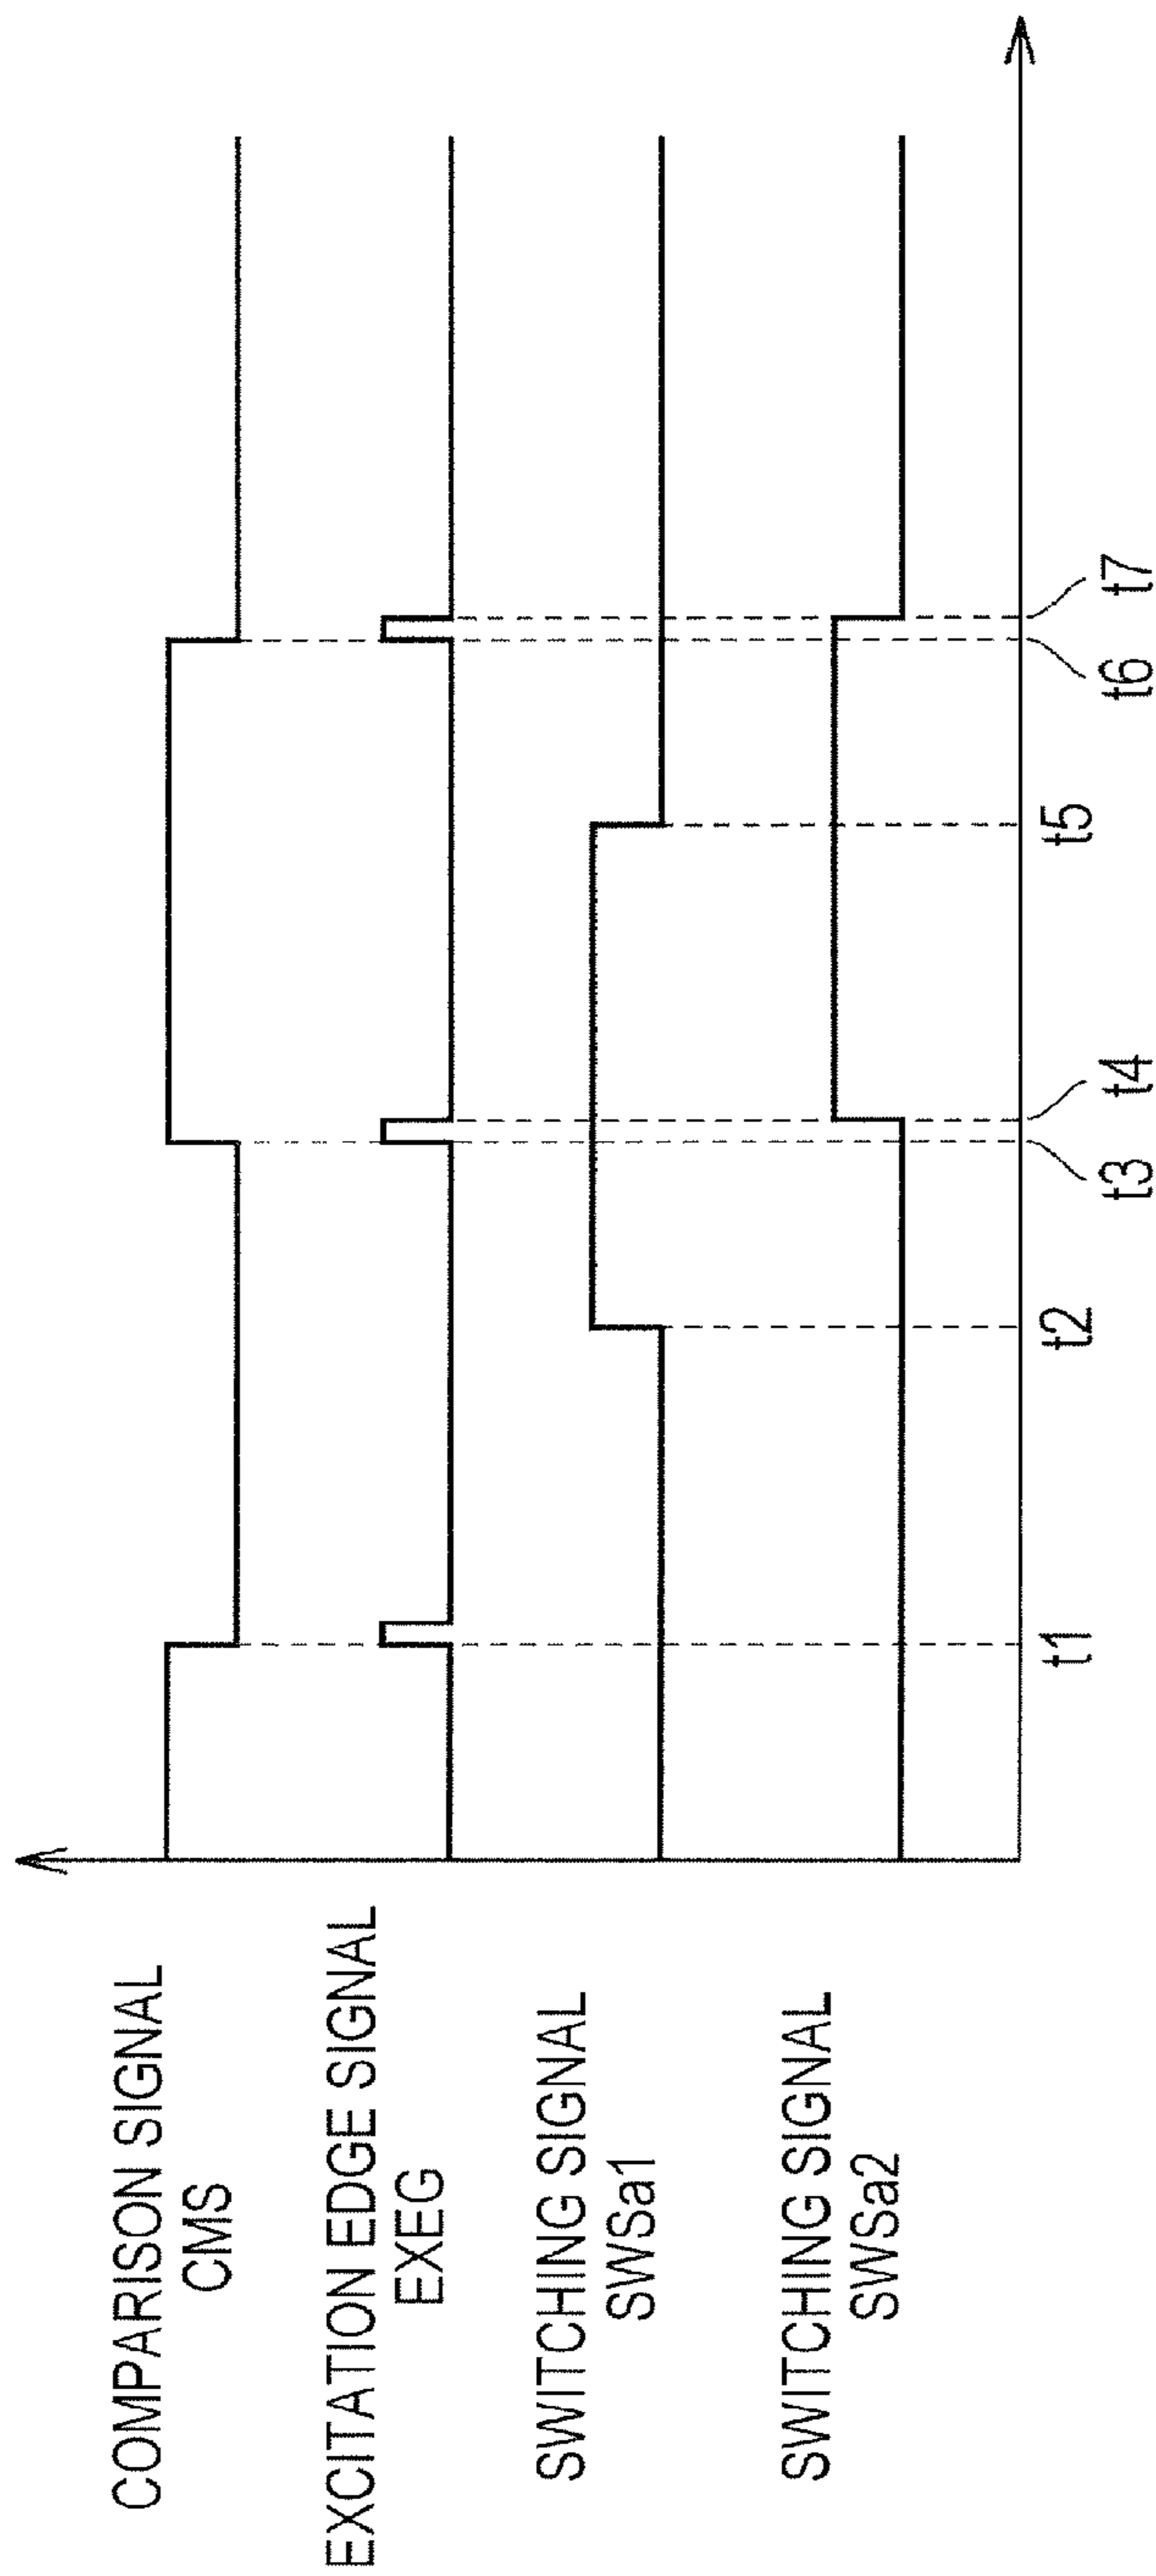 COMPARISON SIGNAL
CMS
EXCITATION EDGE SIGNAL
EXEG
SWITCHING SIGNAL
SWSa1
SWITCHING SIGNAL
SWSa2
t1
t2
t3
t4
t5
t6
t7